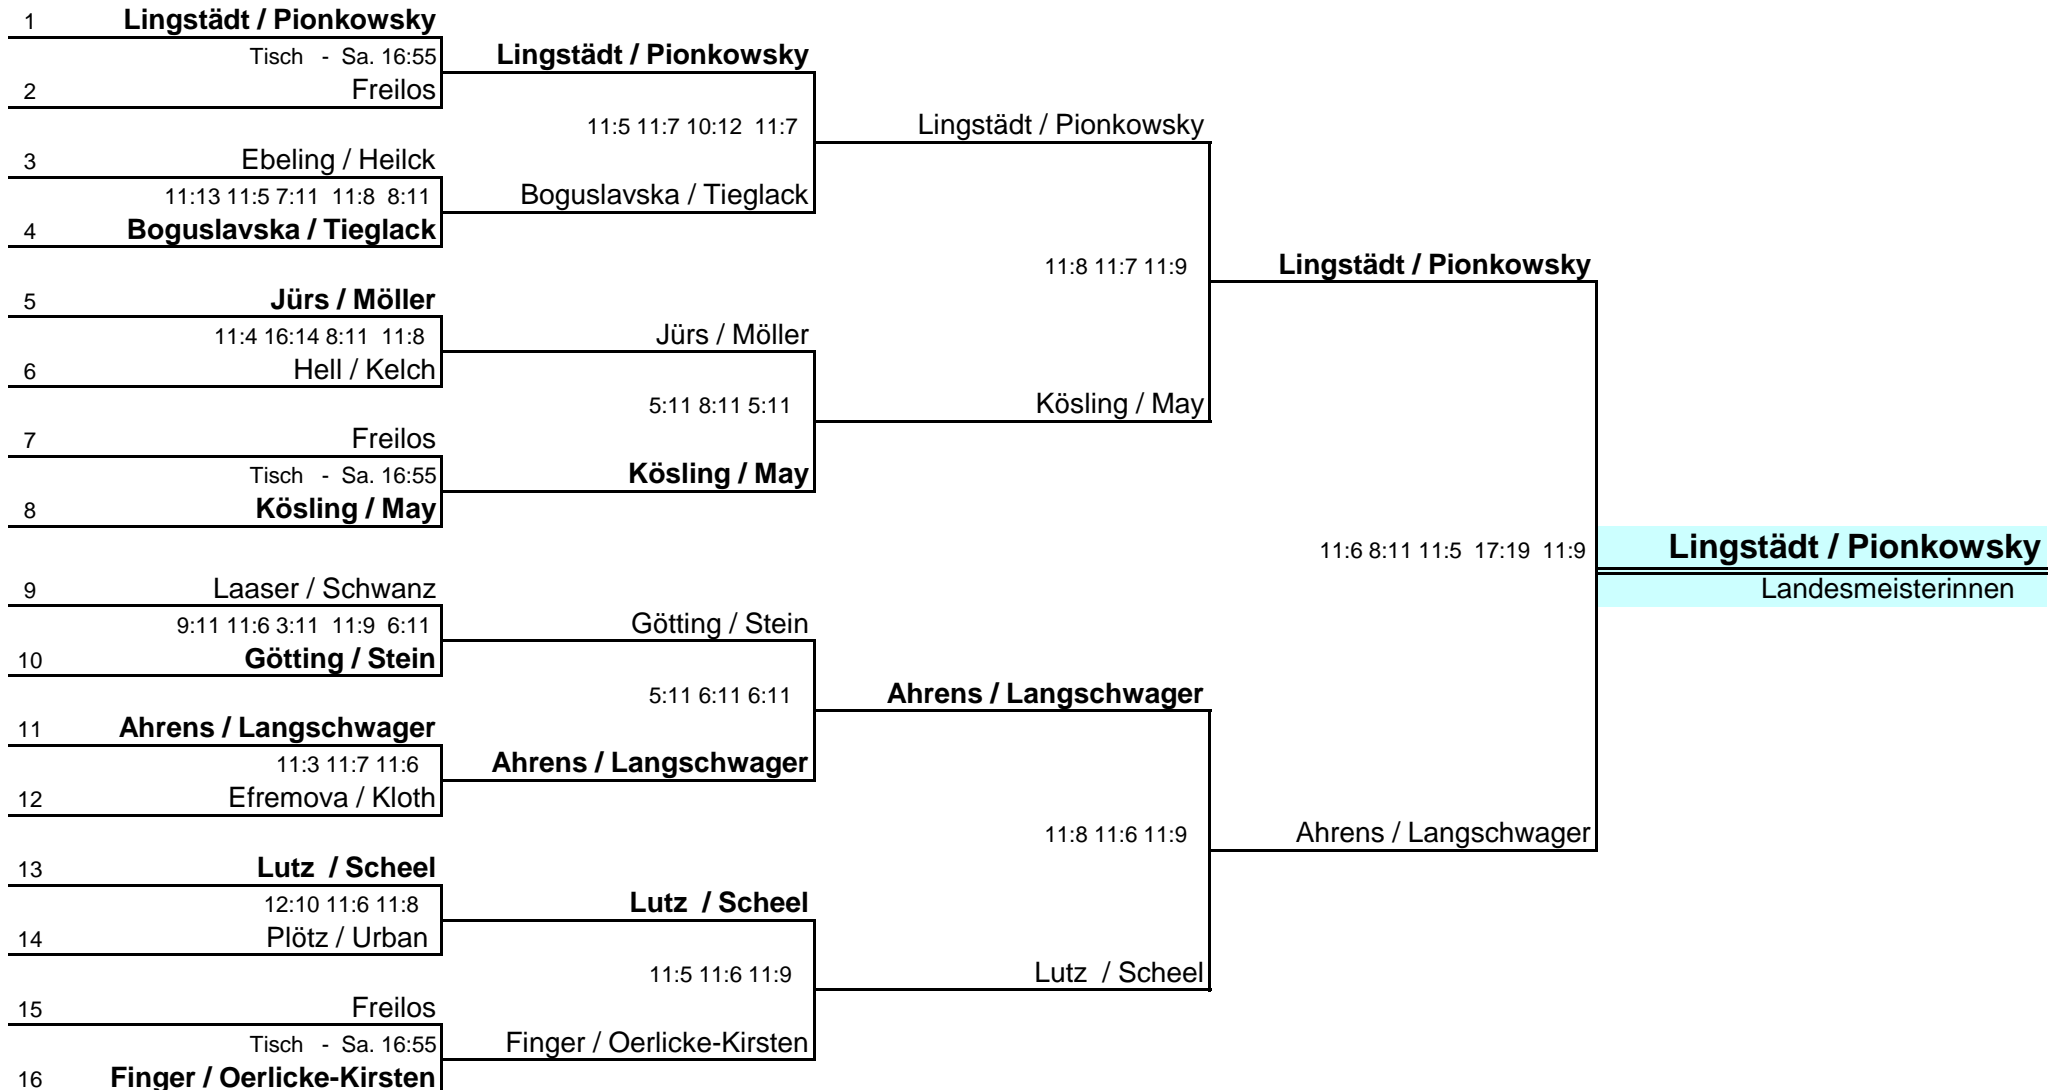 1 Lingstädt / Pionkowsky
Tisch - Sa. 16:55
Lingstädt / Pionkowsky
2 Freilos
11:5 11:7 10:12 11:7
Lingstädt / Pionkowsky
3 Ebeling / Heilck
11:13 11:5 7:11 11:8 8:11
Boguslavska / Tieglack
4 Boguslavska / Tieglack
11:8 11:7 11:9
Lingstädt / Pionkowsky
5 Jürs / Möller
11:4 16:14 8:11 11:8
Jürs / Möller
6 Hell / Kelch
5:11 8:11 5:11
Kösling / May
7 Freilos
Tisch - Sa. 16:55
Kösling / May
8 Kösling / May
11:6 8:11 11:5 17:19 11:9
Lingstädt / Pionkowsky
Landesmeisterinnen
9 Laaser / Schwanz
9:11 11:6 3:11 11:9 6:11
Götting / Stein
10 Götting / Stein
5:11 6:11 6:11
Ahrens / Langschwager
11 Ahrens / Langschwager
11:3 11:7 11:6
Ahrens / Langschwager
12 Efremova / Kloth
11:8 11:6 11:9
Ahrens / Langschwager
13 Lutz / Scheel
12:10 11:6 11:8
Lutz / Scheel
14 Plötz / Urban
11:5 11:6 11:9
Lutz / Scheel
15 Freilos
Tisch - Sa. 16:55
Finger / Oerlicke-Kirsten
16 Finger / Oerlicke-Kirsten